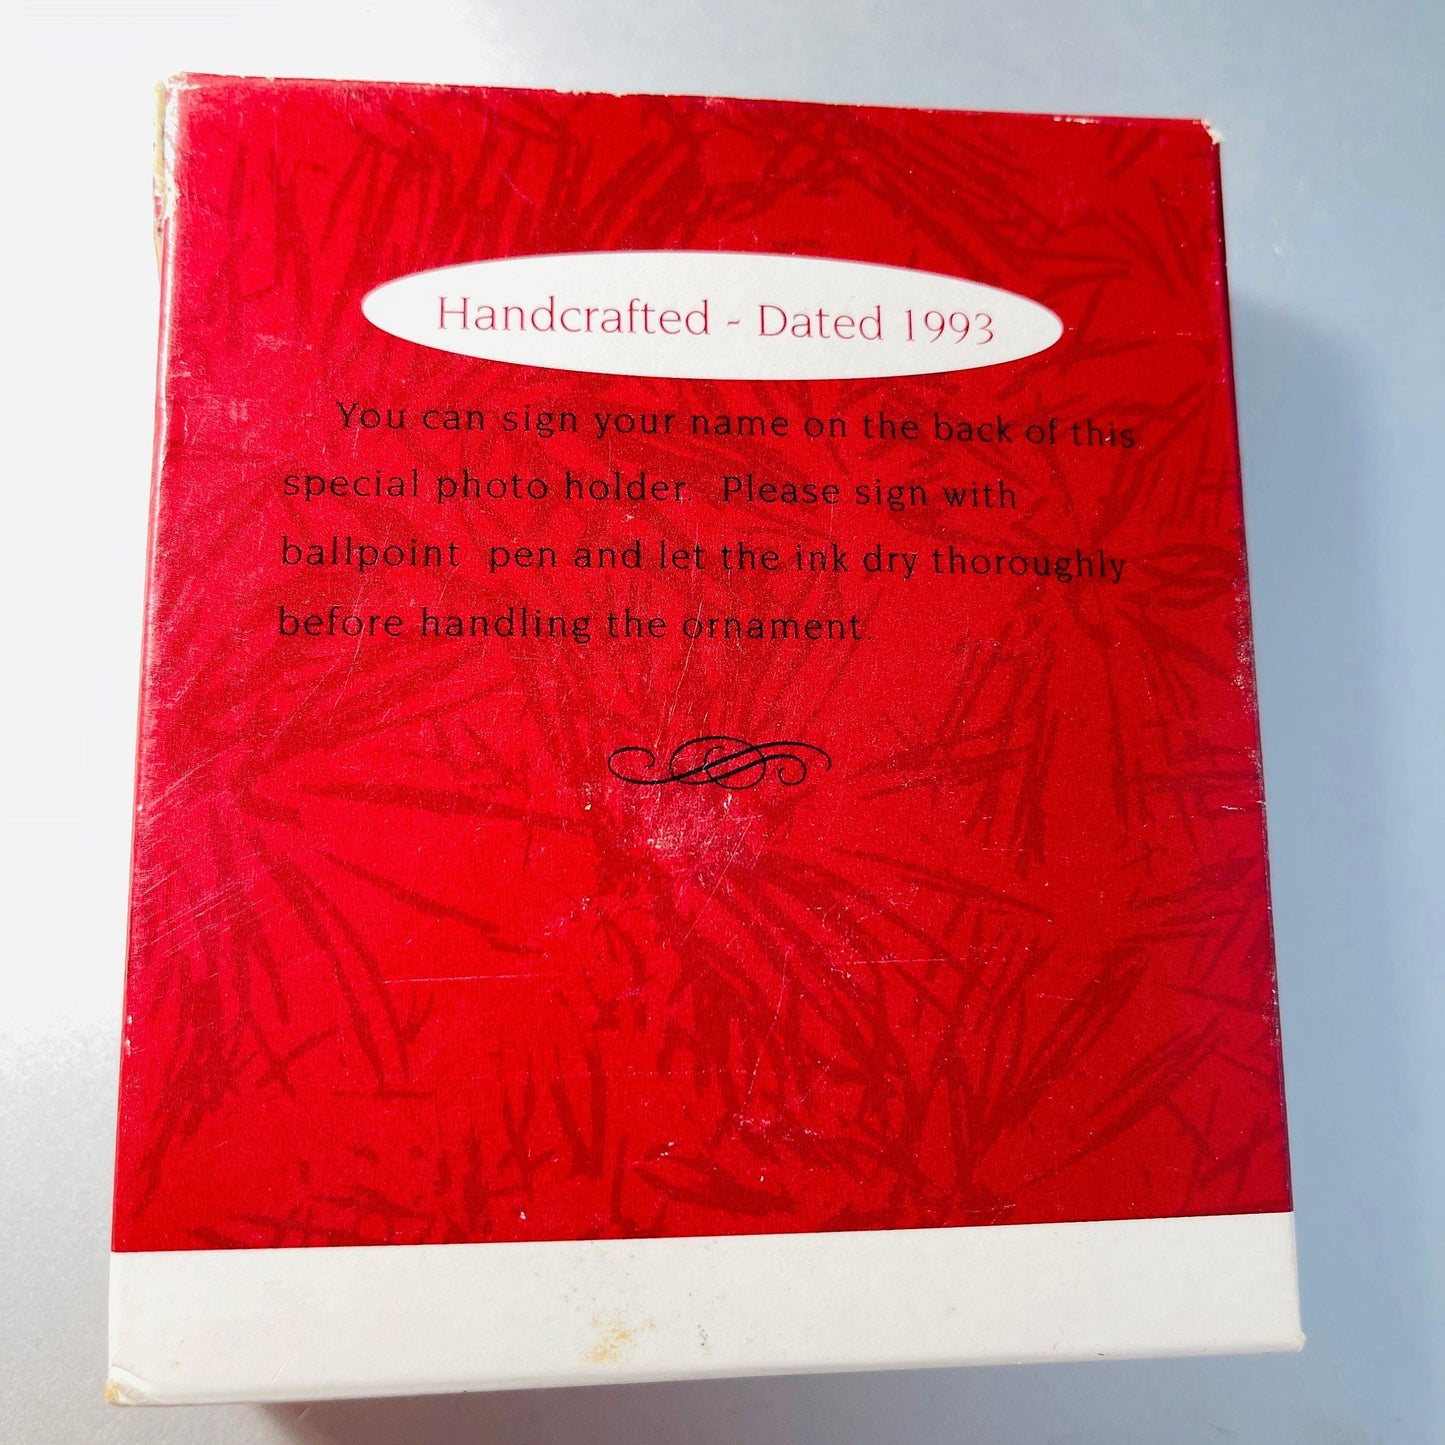 Handcrafted - Dated 1993
You can sign your name on the back of this
special photo holder. Please sign with
ballpoint pen and let the ink dry thoroughly
before handling the ornament.